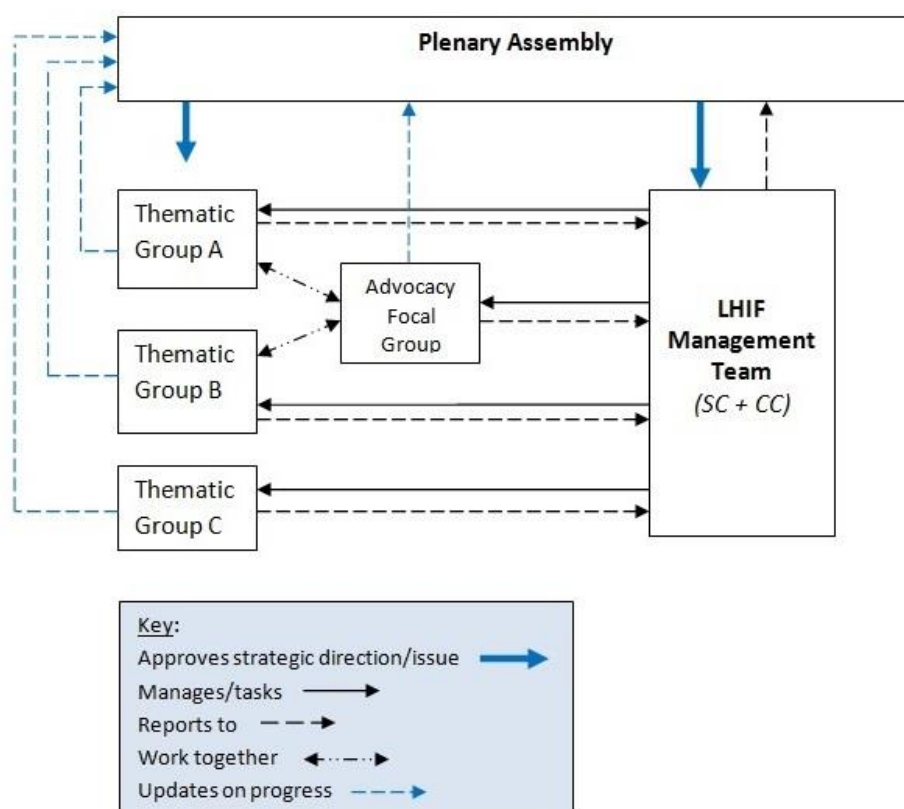 Plenary Assembly
Thematic
Group A
Advocacy
Focal
Group
LHIF
Management
Team
(SC + CC)
Thematic
Group B
Thematic
Group C
Key:
Approves strategic direction/issue
Manages/tasks
Reports to
Work together
Updates on progress